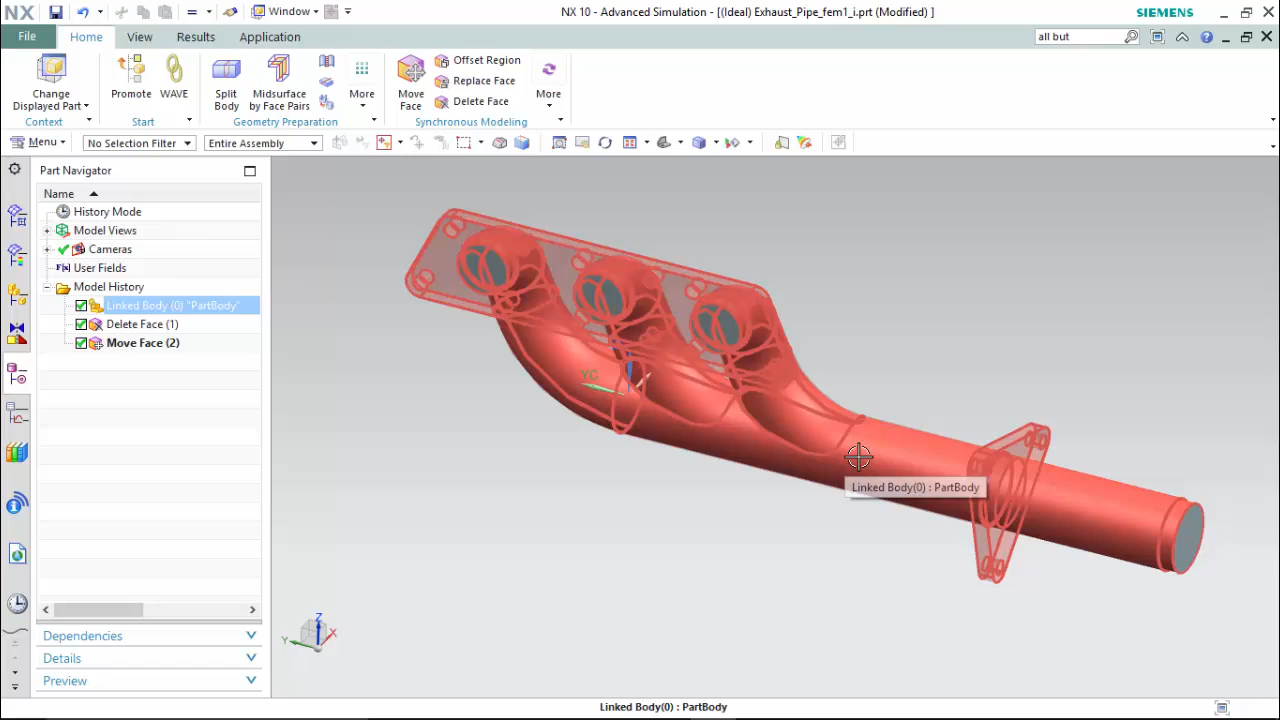 NX
Window
NX 10 - Advanced Simulation - [(Ideal) Exhaust_Pipe_fem1_i.prt (Modified) ]
SIEMENS
File
Home
View
Results
Application
all but
Change
Displayed Part
Context
Promote
WAVE
Start
Split
Body
Midsurface
by Face Pairs
More
Geometry Preparation
Move
Face
Offset Region
Replace Face
Delete Face
More
Synchronous Modeling
Menu
No Selection Filter
Entire Assembly
Part Navigator
Name
History Mode
Model Views
Cameras
User Fields
Model History
Linked Body (0) "PartBody"
Delete Face (1)
Move Face (2)
YC
Linked Body(0) : PartBody
Z
Y
X
Dependencies
Details
Preview
Linked Body(0) : PartBody